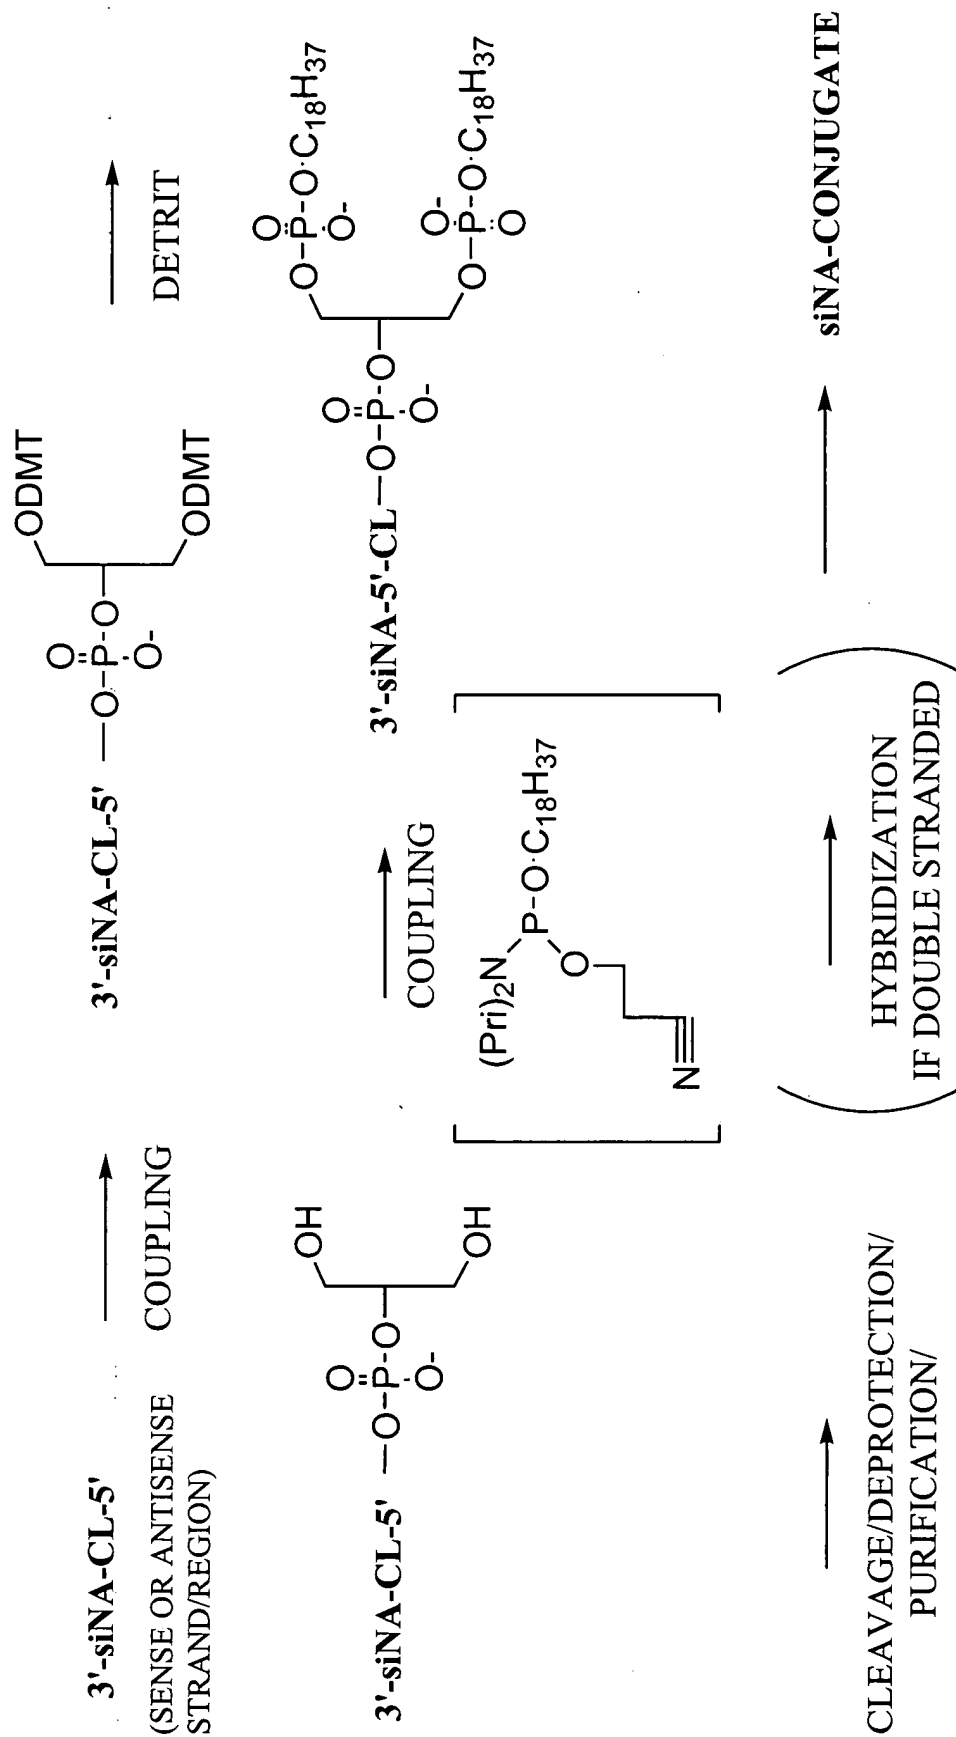 3'-siNA-CL-5'
(SENSE OR ANTISENSE
STRAND/REGION)
COUPLING
3'-siNA-CL-5'
O
O-P-O
O-
ODMT
ODMT
DETRIT
3'-siNA-CL-5'
O
O-P-O
O-
OH
OH
COUPLING
(Pri)2N
P-O·C18H37
O
N
3'-siNA-5'-CL
O
O-P-O
O-
O
O-P-O·C18H37
O-
O-
O-P-O·C18H37
O
CLEAVAGE/DEPROTECTION/
PURIFICATION/
HYBRIDIZATION
IF DOUBLE STRANDED
siNA-CONJUGATE